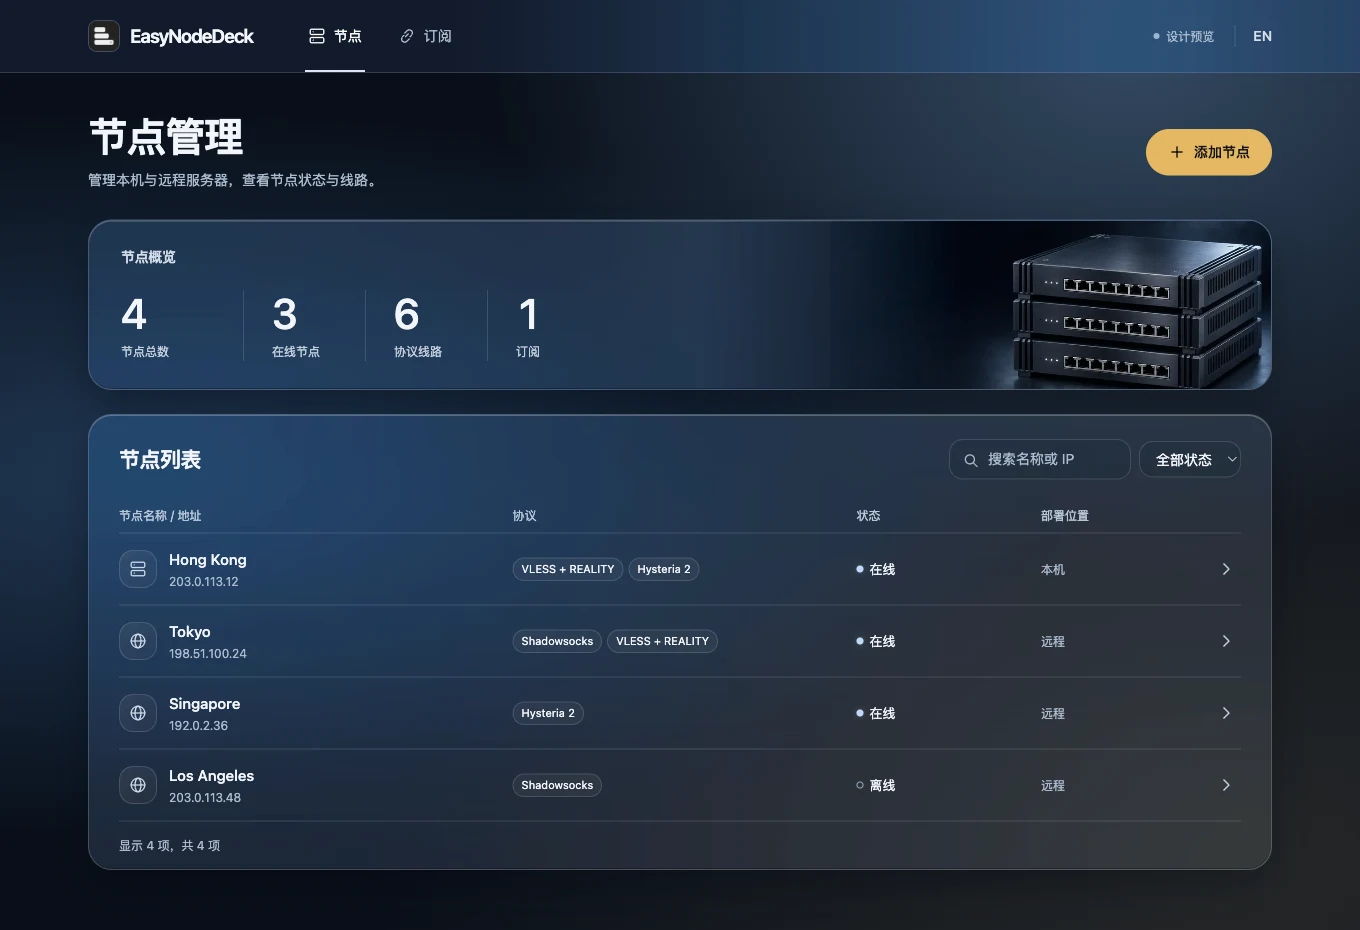 EasyNodeDeck
节点
订阅
设计预览
EN
节点管理
管理本机与远程服务器，查看节点状态与线路。
添加节点
节点概览
4
3
6
1
节点总数
在线节点
协议线路
订阅
节点列表
搜索名称或 IP
全部状态
节点名称 / 地址
协议
状态
部署位置
Hong Kong
203.0.113.12
VLESS + REALITY
Hysteria 2
在线
本机
Tokyo
198.51.100.24
Shadowsocks
VLESS + REALITY
在线
远程
Singapore
192.0.2.36
Hysteria 2
在线
远程
Los Angeles
203.0.113.48
Shadowsocks
离线
远程
显示 4 项，共 4 项